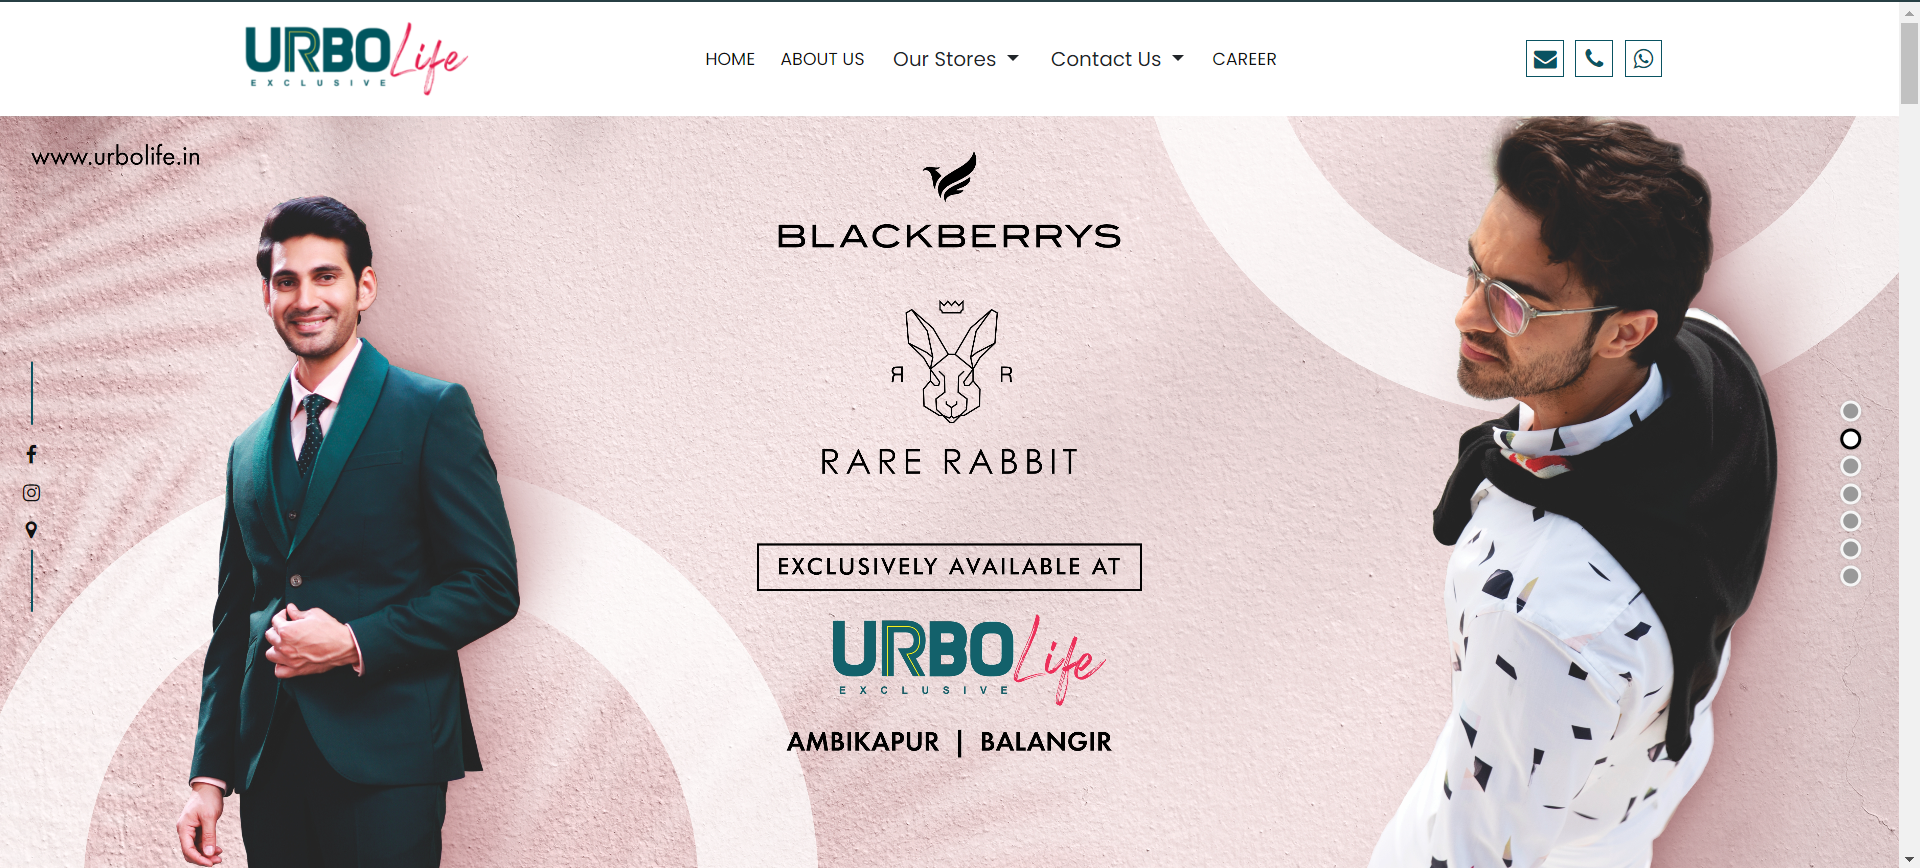 URBO Life
EXCLUSIVE
HOME ABOUT US Our Stores Contact Us CAREER
www.urbolife.in
BLACKBERRYS
R R
RARE RABBIT
EXCLUSIVELY AVAILABLE AT
URBO Life
EXCLUSIVE
AMBIKAPUR | BALANGIR